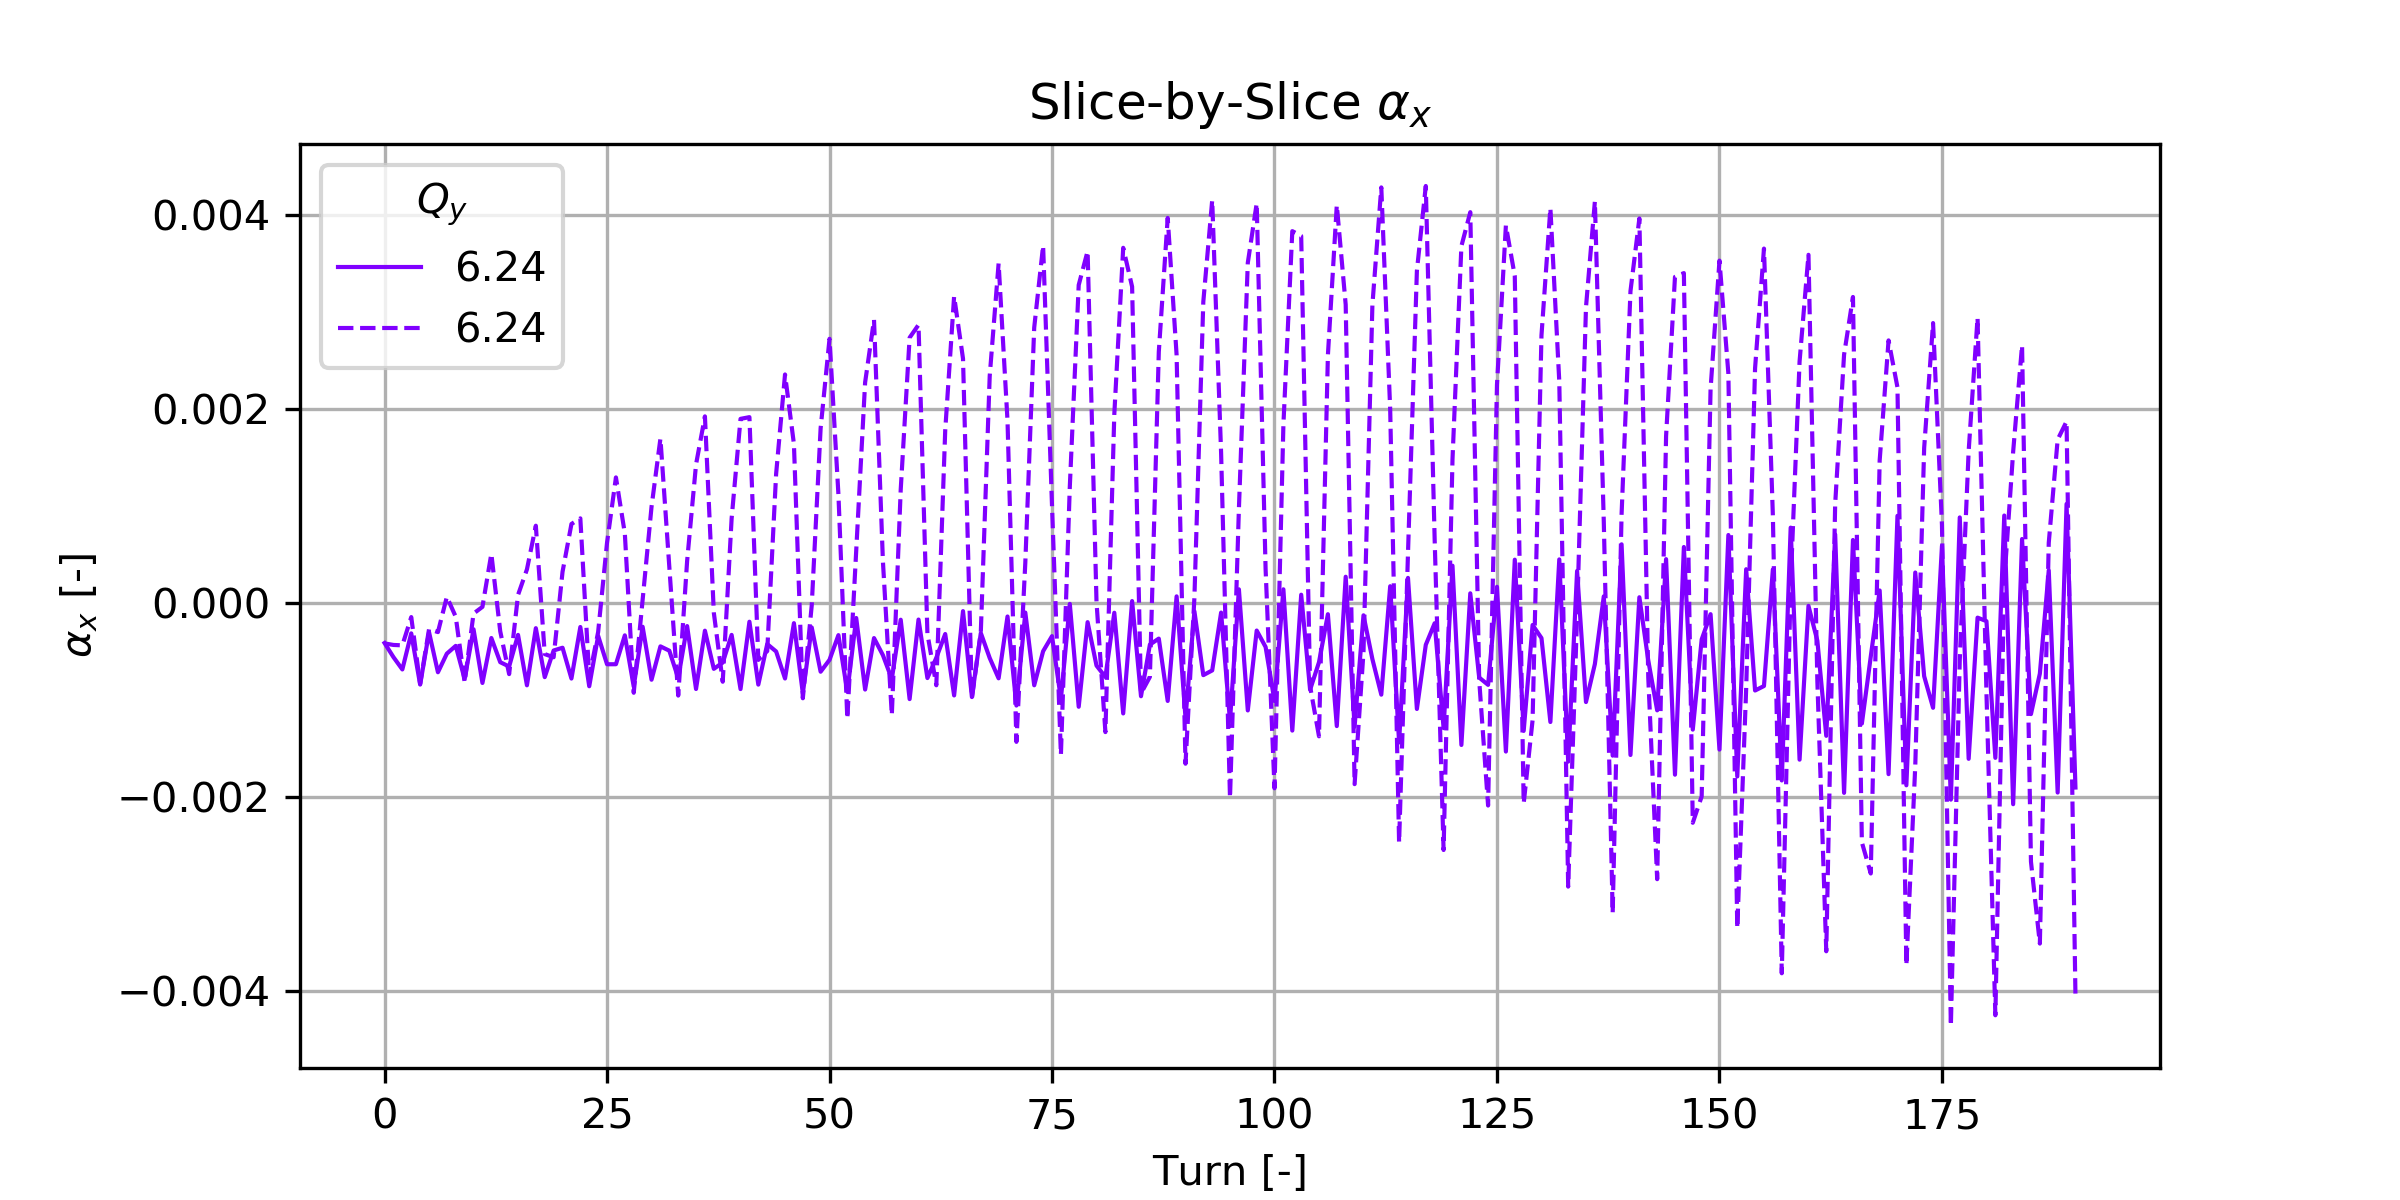 Slice-by-Slice αₓ
Q_y
6.24
6.24
0.004
0.002
0.000
−0.002
−0.004
αₓ [-]
0 25 50 75 100 125 150 175
Turn [-]